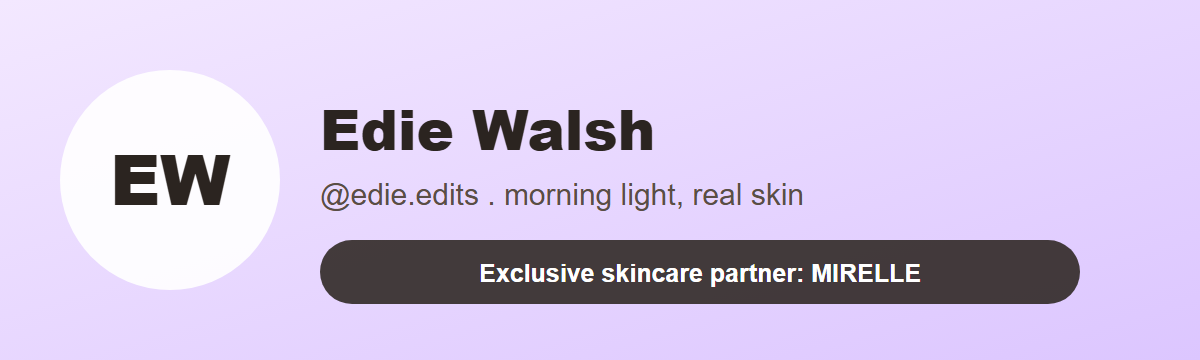 EW
Edie Walsh
@edie.edits . morning light, real skin
Exclusive skincare partner: MIRELLE